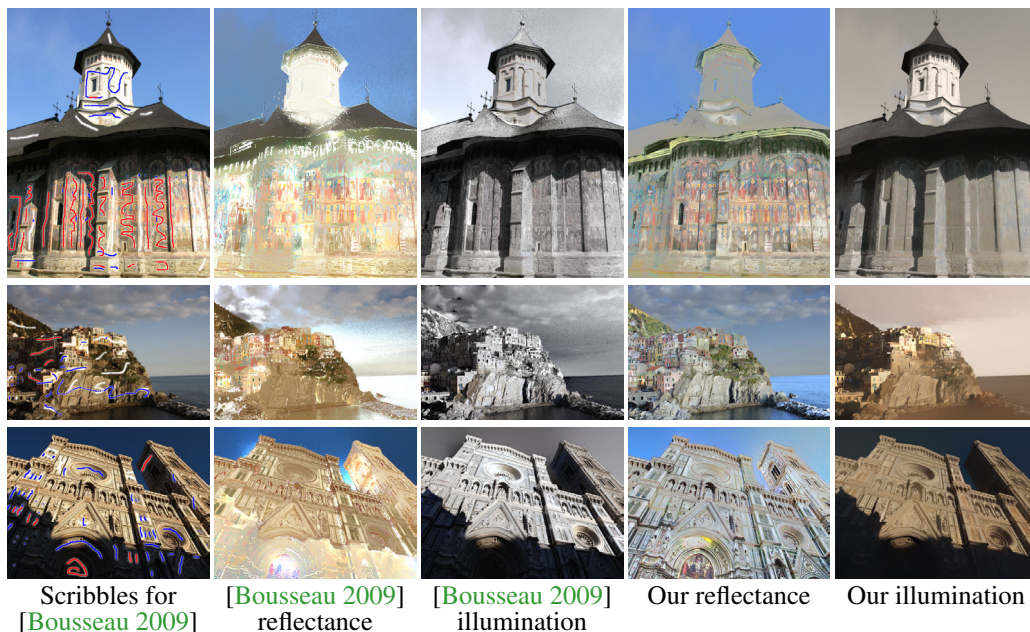 Scribbles for
[Bousseau 2009]
[Bousseau 2009]
reflectance
[Bousseau 2009]
illumination
Our reflectance
Our illumination